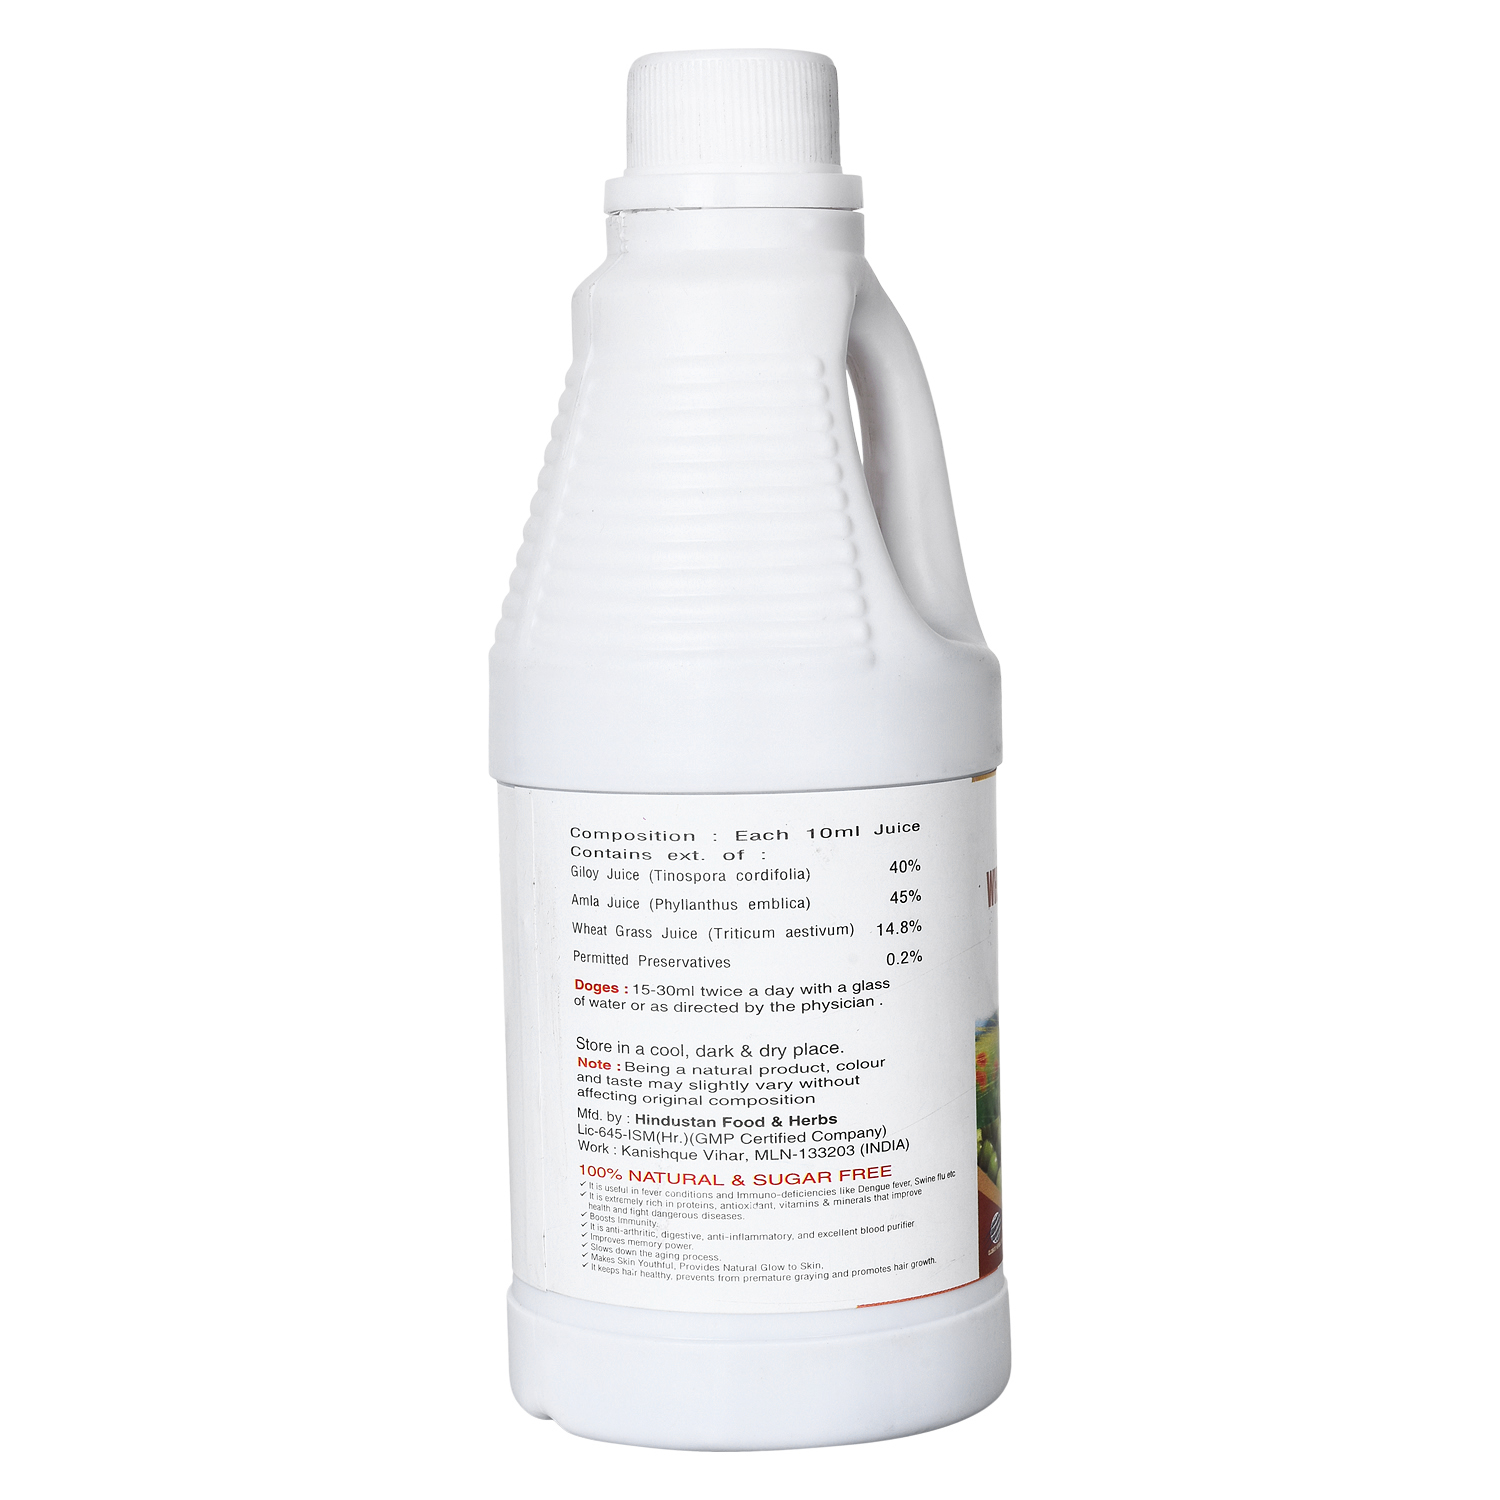 Composition : Each 10ml Juice
Contains ext. of :
Giloy Juice (Tinospora cordifolia) 40%
Amla Juice (Phyllanthus emblica) 45%
Wheat Grass Juice (Triticum aestivum) 14.8%
Permitted Preservatives 0.2%
Doges : 15-30ml twice a day with a glass
of water or as directed by the physician .
Store in a cool, dark & dry place.
Note : Being a natural product, colour
and taste may slightly vary without
affecting original composition
Mfd. by : Hindustan Food & Herbs
Lic-645-ISM(Hr.)(GMP Certified Company)
Work : Kanishque Vihar, MLN-133203 (INDIA)
100% NATURAL & SUGAR FREE
✓ It is useful in fever conditions and Immuno-deficiencies like Dengue fever, Swine flu etc
✓ It is extremely rich in proteins, antioxidant, vitamins & minerals that improve
health and fight dangerous diseases.
✓ Boosts Immunity.
✓ It is anti-arthritic, digestive, anti-inflammatory, and excellent blood purifier
✓ Improves memory power.
✓ Slows down the aging process.
✓ Makes Skin Youthful, Provides Natural Glow to Skin,
✓ It keeps hair healthy, prevents from premature graying and promotes hair growth.